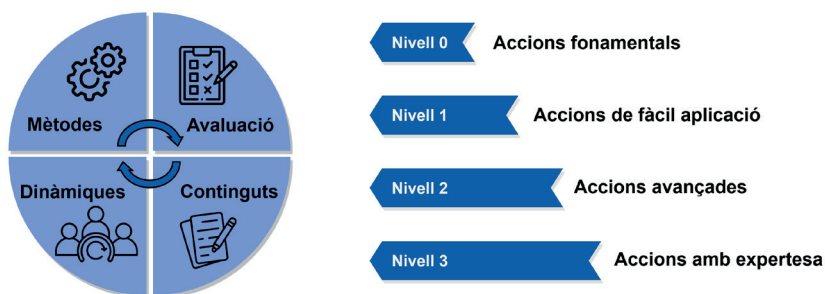 Mètodes
Avaluació
Dinàmiques
Continguts
Nivell 0
Accions fonamentals
Nivell 1
Accions de fàcil aplicació
Nivell 2
Accions avançades
Nivell 3
Accions amb expertesa